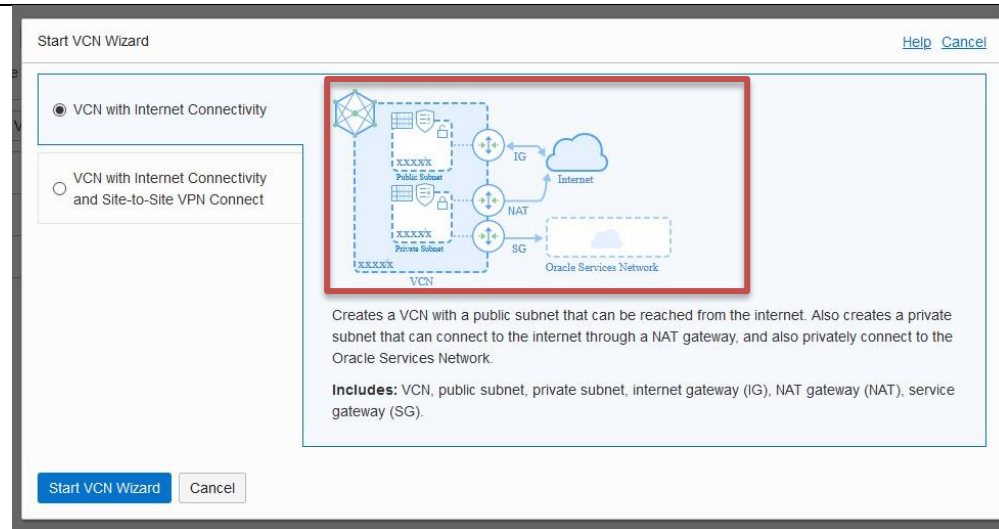 Start VCN Wizard
Help Cancel
VCN with Internet Connectivity
VCN with Internet Connectivity
and Site-to-Site VPN Connect
XXXX/X
Public Subnet
IG
Internet
XXXX/X
Private Subnet
NAT
SG
XXXX/X
VCN
Oracle Services Network
Creates a VCN with a public subnet that can be reached from the internet. Also creates a private
subnet that can connect to the internet through a NAT gateway, and also privately connect to the
Oracle Services Network.
Includes: VCN, public subnet, private subnet, internet gateway (IG), NAT gateway (NAT), service
gateway (SG).
Start VCN Wizard
Cancel